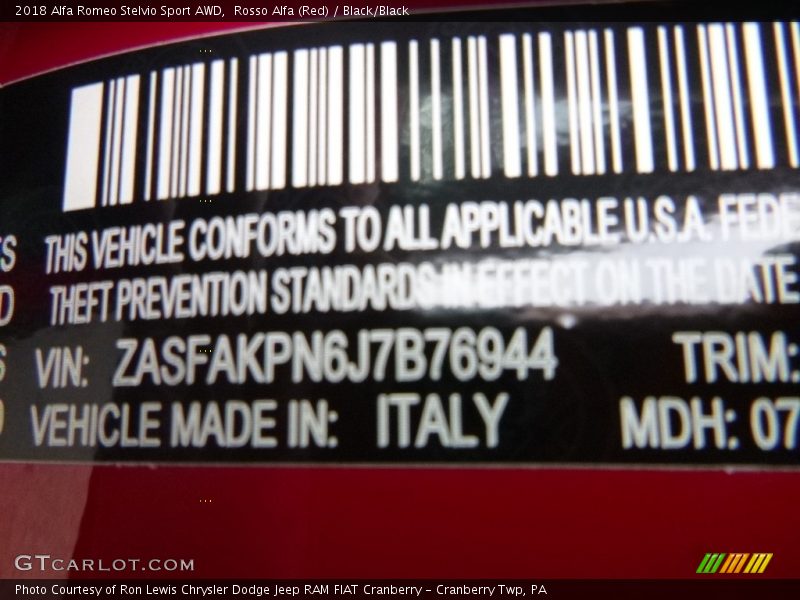 2018 Alfa Romeo Stelvio Sport AWD, Rosso Alfa (Red) / Black/Black
THIS VEHICLE CONFORMS TO ALL APPLICABLE U.S.A. FEDE
THEFT PREVENTION STANDARDS IN EFFECT ON THE DATE
VIN: ZASFAKPN6J7B76944 TRIM:
VEHICLE MADE IN: ITALY MDH: 07
GTCARLOT.COM
Photo Courtesy of Ron Lewis Chrysler Dodge Jeep RAM FIAT Cranberry - Cranberry Twp, PA